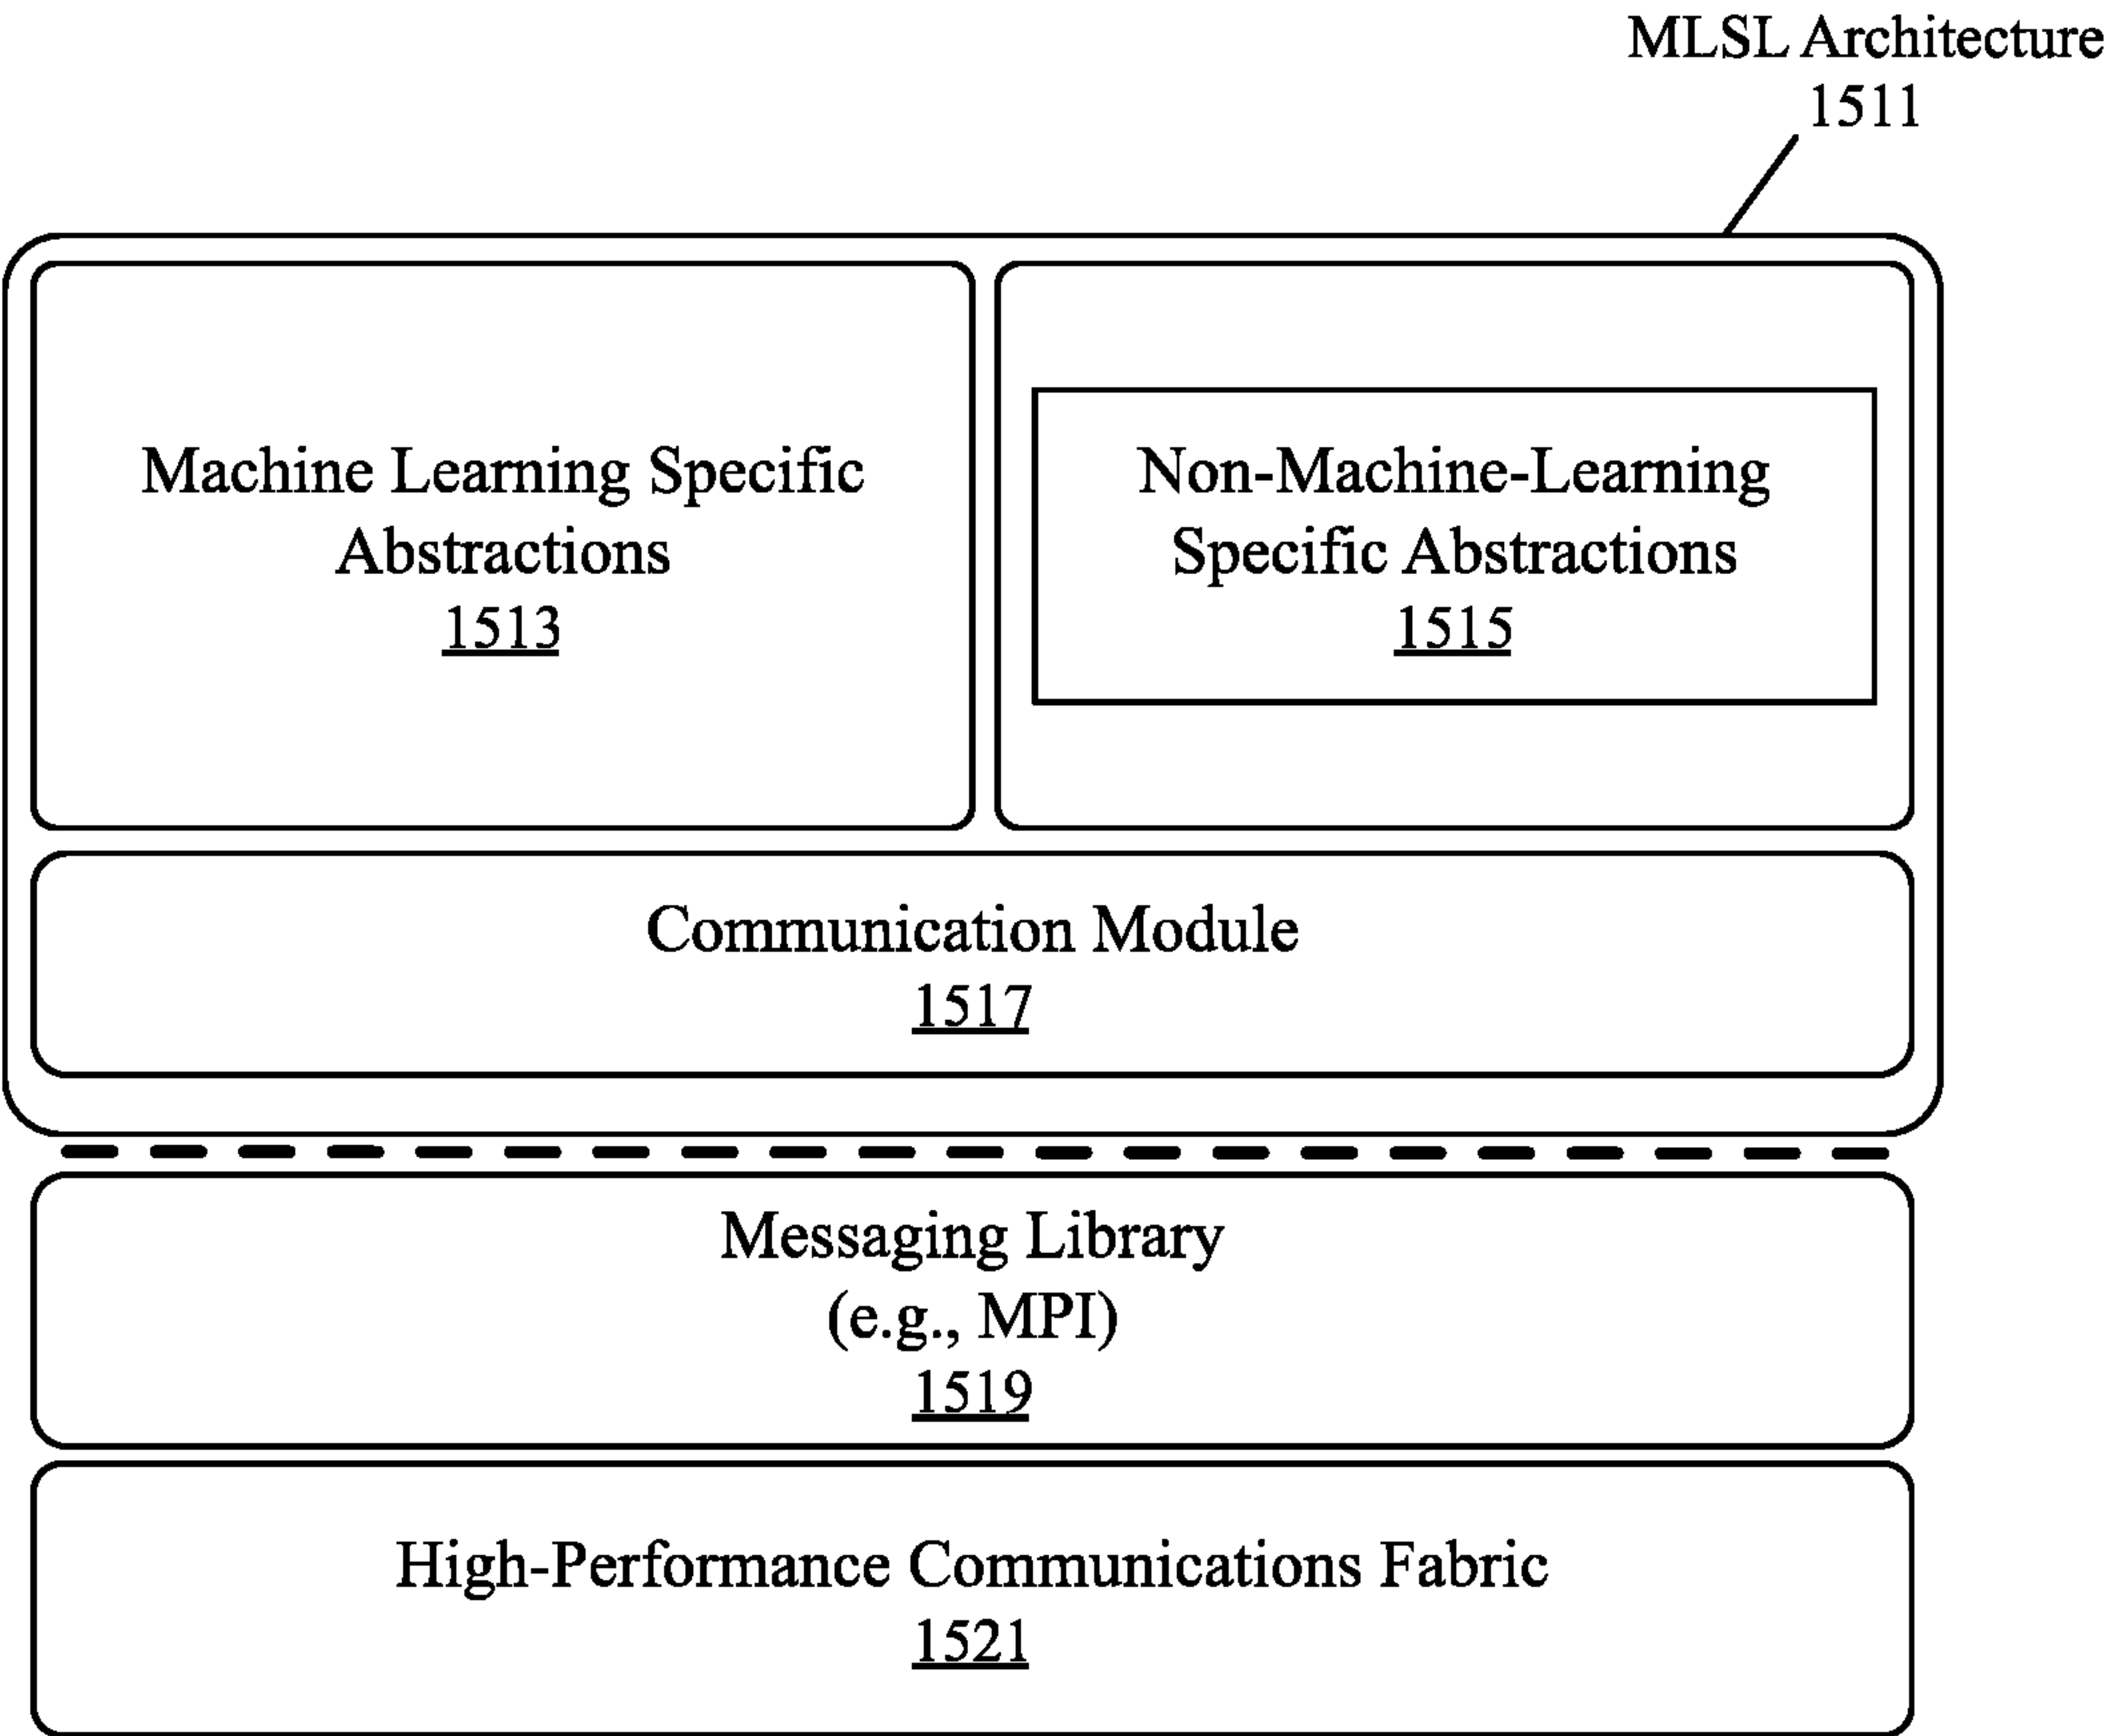 MLSL Architecture
1511
Machine Learning Specific
Abstractions
1513
Non-Machine-Learning
Specific Abstractions
1515
Communication Module
1517
Messaging Library
(e.g., MPI)
1519
High-Performance Communications Fabric
1521